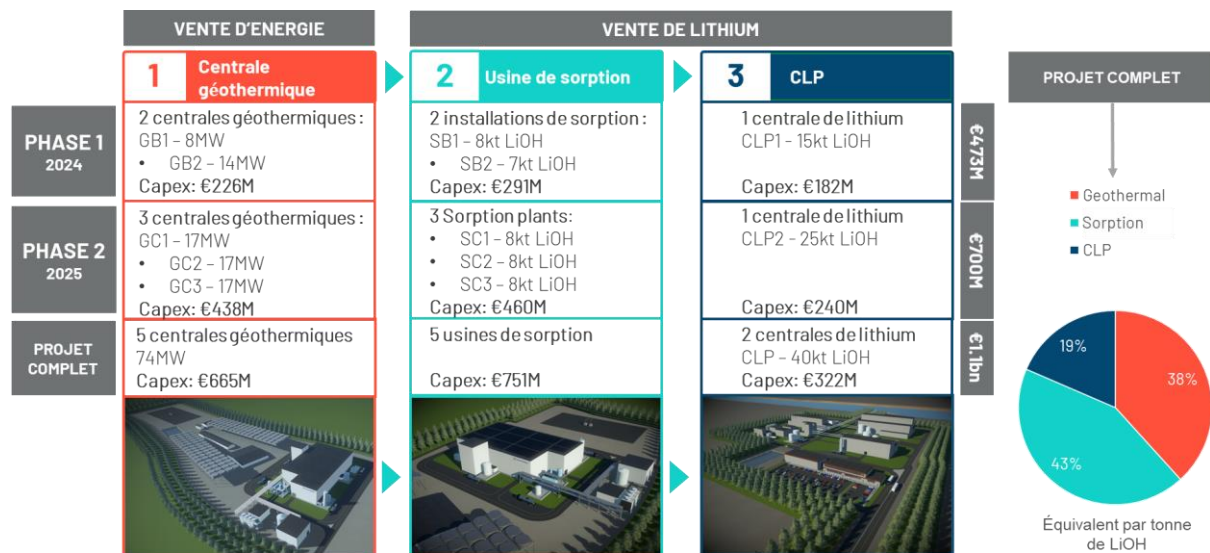 VENTE D'ENERGIE
VENTE DE LITHIUM
1
Centrale
géothermique
2
Usine de sorption
3
CLP
PROJET COMPLET
PHASE 1
2024
2 centrales géothermiques :
GB1 – 8MW
• GB2 – 14MW
Capex: €226M
2 installations de sorption :
SB1 – 8kt LiOH
• SB2 – 7kt LiOH
Capex: €291M
1 centrale de lithium
CLP1 - 15kt LiOH
Capex: €182M
€473M
PHASE 2
2025
3 centrales géothermiques :
GC1 – 17MW
• GC2 – 17MW
• GC3 – 17MW
Capex: €438M
3 Sorption plants:
• SC1 – 8kt LiOH
• SC2 – 8kt LiOH
• SC3 – 8kt LiOH
Capex: €460M
1 centrale de lithium
CLP2 - 25kt LiOH
Capex: €240M
€700M
PROJET
COMPLET
5 centrales géothermiques
74MW
Capex: €665M
5 usines de sorption
Capex: €751M
2 centrales de lithium
CLP – 40kt LiOH
Capex: €322M
€1.1bn
Geothermal
Sorption
CLP
19%
38%
43%
Équivalent par tonne
de LiOH